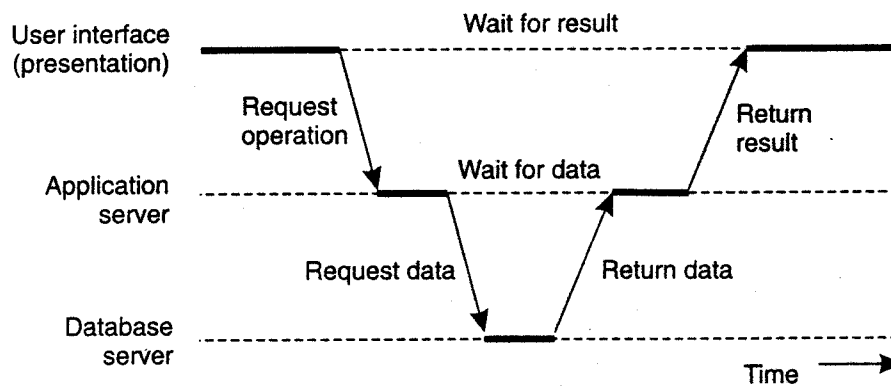 Wait for result
User interface
(presentation)
Request
operation
Return
result
Wait for data
Application
server
Request data
Return data
Database
server
Time